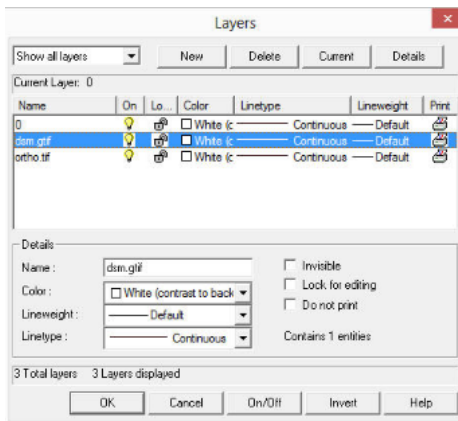 Layers
Show all layers New Delete Current Details
Current Layer: 0
Name On Lo... Color Linetype Lineweight Print
0 White (c Continuous Default
dsm.gtif White (c Continuous Default
ortho.tif White (c Continuous Default
Details
Name : dsm.gtif Invisible
Color : White (contrast to back Lock for editing
Lineweight : Default Do not print
Linetype : Continuous Contains 1 entities
3 Total layers 3 Layers displayed
OK Cancel On/Off Invert Help